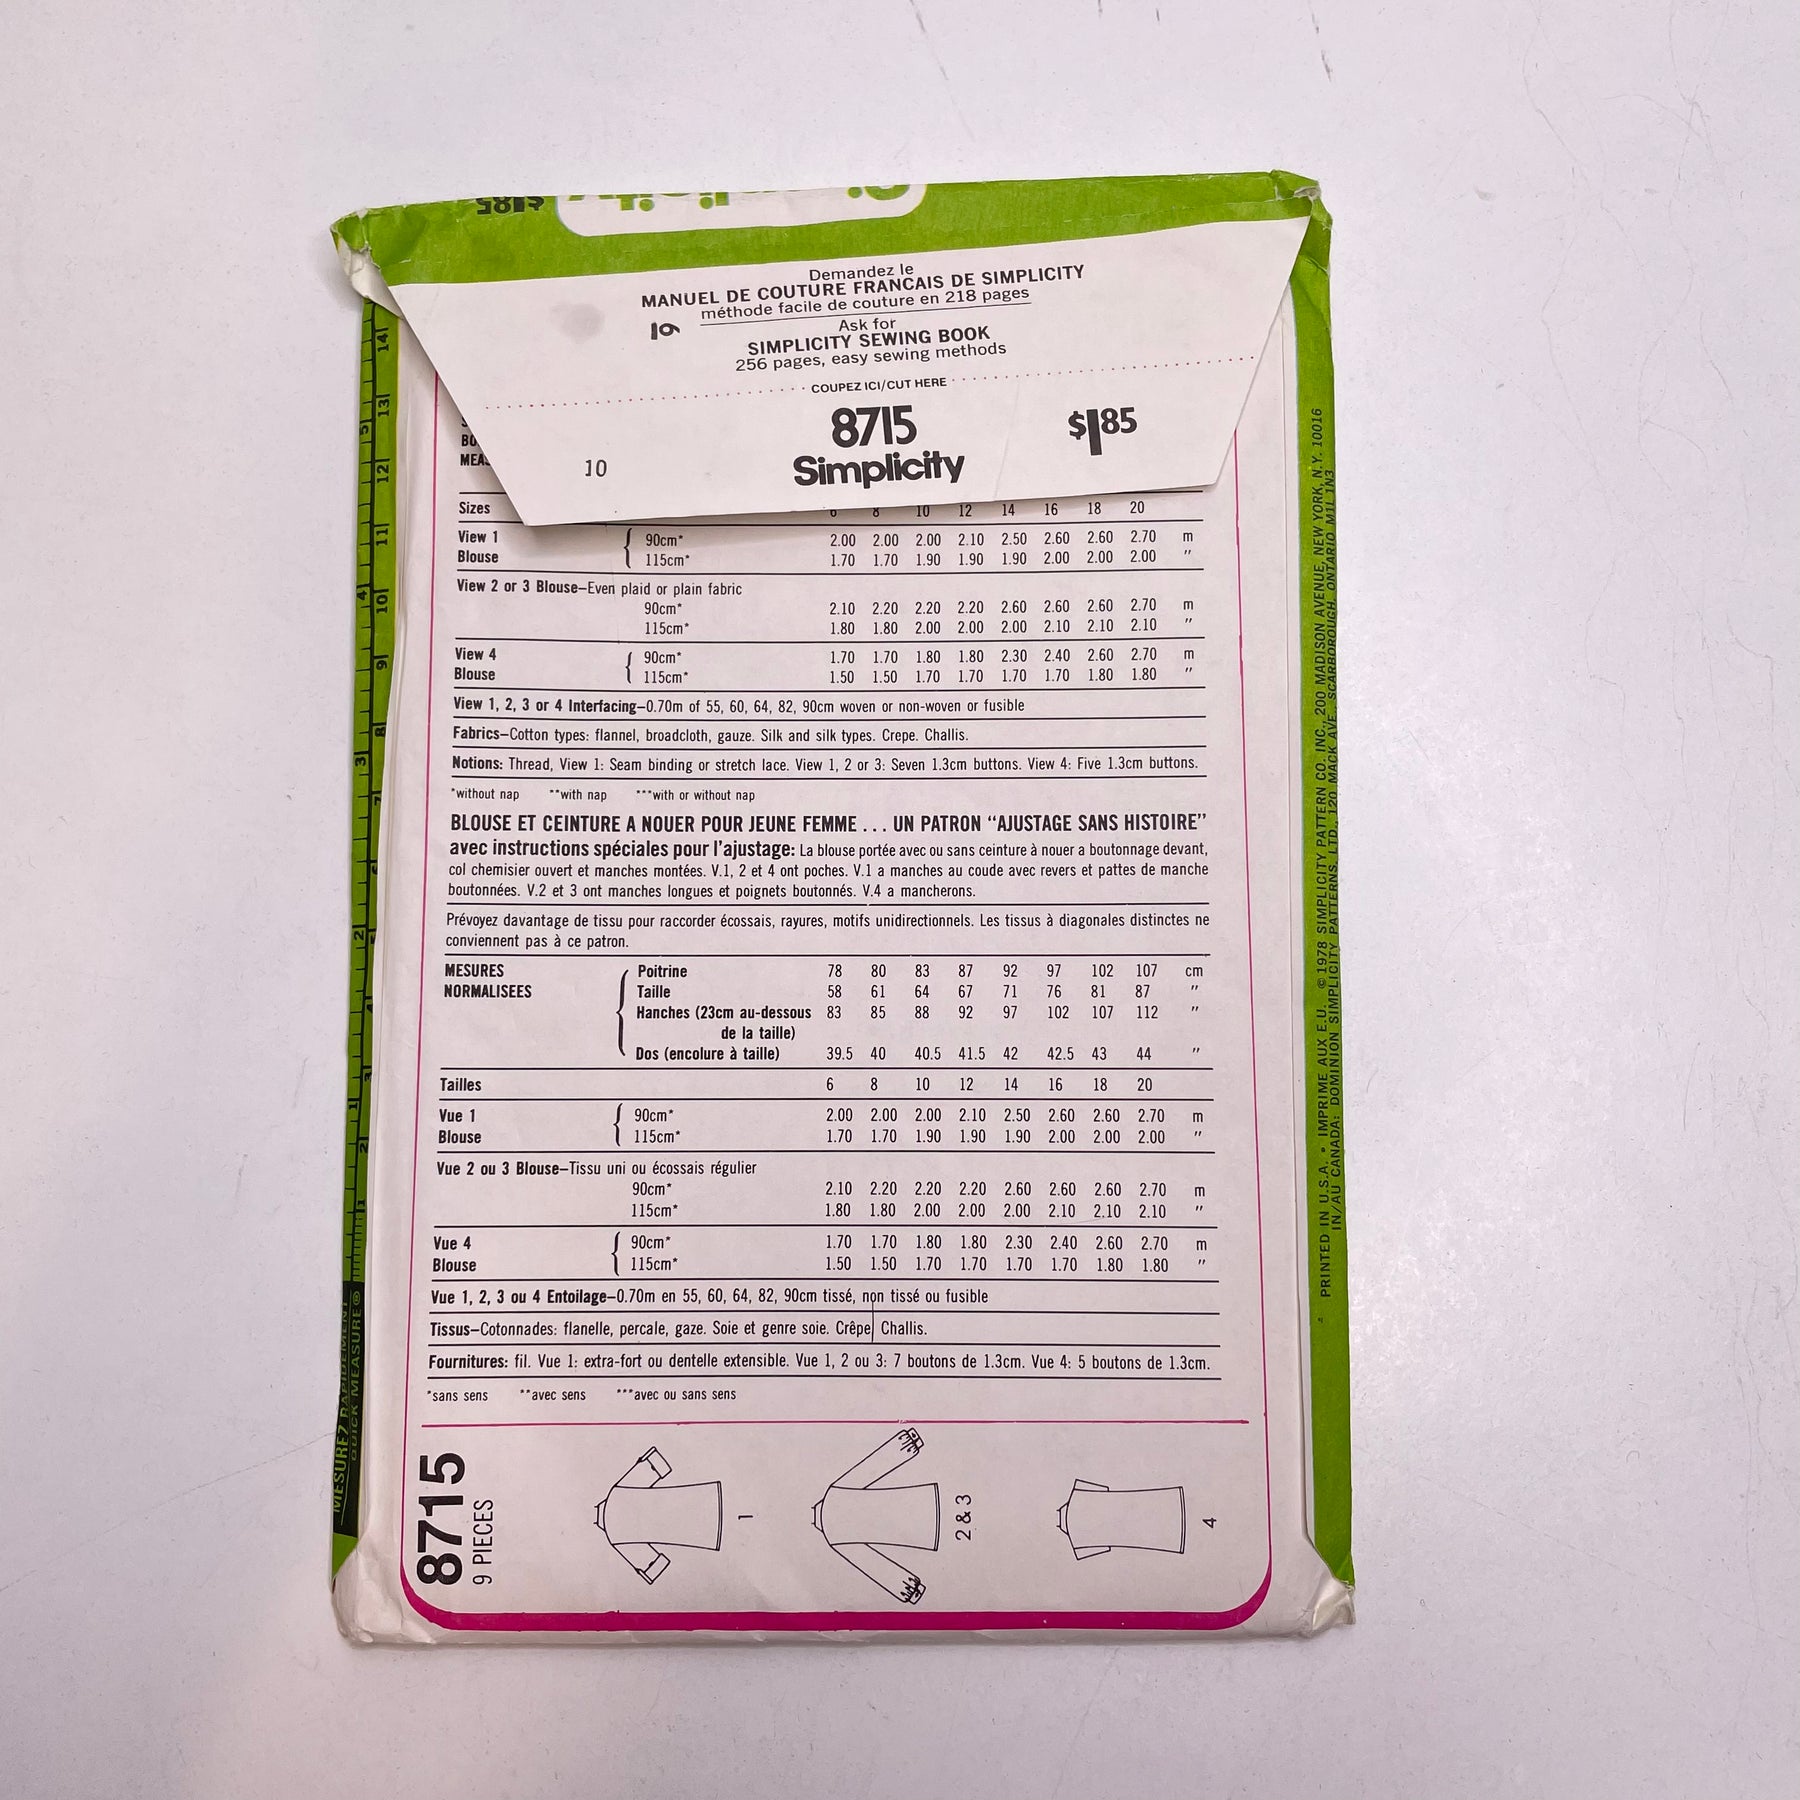 $185
Demandez le
MANUEL DE COUTURE FRANCAIS DE SIMPLICITY
méthode facile de couture en 218 pages
Ask for
SIMPLICITY SEWING BOOK
256 pages, easy sewing methods
COUPEZ ICI/CUT HERE
8715
Simplicity
$185
10
Sizes 6 8 10 12 14 16 18 20
View 1 90cm* 2.00 2.00 2.00 2.10 2.50 2.60 2.60 2.70 m
Blouse 115cm* 1.70 1.70 1.90 1.90 1.90 2.00 2.00 2.00 "
View 2 or 3 Blouse–Even plaid or plain fabric
90cm* 2.10 2.20 2.20 2.20 2.60 2.60 2.60 2.70 m
115cm* 1.80 1.80 2.00 2.00 2.00 2.10 2.10 2.10 "
View 4 90cm* 1.70 1.70 1.80 1.80 2.30 2.40 2.60 2.70 m
Blouse 115cm* 1.50 1.50 1.70 1.70 1.70 1.70 1.80 1.80 "
View 1, 2, 3 or 4 Interfacing–0.70m of 55, 60, 64, 82, 90cm woven or non-woven or fusible
Fabrics–Cotton types: flannel, broadcloth, gauze. Silk and silk types. Crepe. Challis.
Notions: Thread, View 1: Seam binding or stretch lace. View 1, 2 or 3: Seven 1.3cm buttons. View 4: Five 1.3cm buttons.
*without nap **with nap ***with or without nap
BLOUSE ET CEINTURE A NOUER POUR JEUNE FEMME . . . UN PATRON "AJUSTAGE SANS HISTOIRE"
avec instructions spéciales pour l'ajustage: La blouse portée avec ou sans ceinture à nouer a boutonnage devant,
col chemisier ouvert et manches montées. V.1, 2 et 4 ont poches. V.1 a manches au coude avec revers et pattes de manche
boutonnées. V.2 et 3 ont manches longues et poignets boutonnés. V.4 a mancherons.
Prévoyez davantage de tissu pour raccorder écossais, rayures, motifs unidirectionnels. Les tissus à diagonales distinctes ne
conviennent pas à ce patron.
MESURES Poitrine 78 80 83 87 92 97 102 107 cm
NORMALISEES Taille 58 61 64 67 71 76 81 87 "
Hanches (23cm au-dessous 83 85 88 92 97 102 107 112 "
de la taille)
Dos (encolure à taille) 39.5 40 40.5 41.5 42 42.5 43 44 "
Tailles 6 8 10 12 14 16 18 20
Vue 1 90cm* 2.00 2.00 2.00 2.10 2.50 2.60 2.60 2.70 m
Blouse 115cm* 1.70 1.70 1.90 1.90 1.90 2.00 2.00 2.00 "
Vue 2 ou 3 Blouse–Tissu uni ou écossais régulier
90cm* 2.10 2.20 2.20 2.20 2.60 2.60 2.60 2.70 m
115cm* 1.80 1.80 2.00 2.00 2.00 2.10 2.10 2.10 "
Vue 4 90cm* 1.70 1.70 1.80 1.80 2.30 2.40 2.60 2.70 m
Blouse 115cm* 1.50 1.50 1.70 1.70 1.70 1.70 1.80 1.80 "
Vue 1, 2, 3 ou 4 Entoilage–0.70m en 55, 60, 64, 82, 90cm tissé, non tissé ou fusible
Tissus–Cotonnades: flanelle, percale, gaze. Soie et genre soie. Crêpe Challis.
Fournitures: fil. Vue 1: extra-fort ou dentelle extensible. Vue 1, 2 ou 3: 7 boutons de 1.3cm. Vue 4: 5 boutons de 1.3cm.
*sans sens **avec sens ***avec ou sans sens
8715
9 PIECES
1
2 & 3
4
MESUREZ RAPIDEMENT
QUICK MEASURE ®
PRINTED IN U.S.A. • IMPRIME AUX E.U. © 1978 SIMPLICITY PATTERN CO. INC., 200 MADISON AVENUE, NEW YORK, N.Y. 10016
IN/AU CANADA: DOMINION SIMPLICITY PATTERNS, LTD., 120 MACK AVE., SCARBOROUGH, ONTARIO M1L 1N3